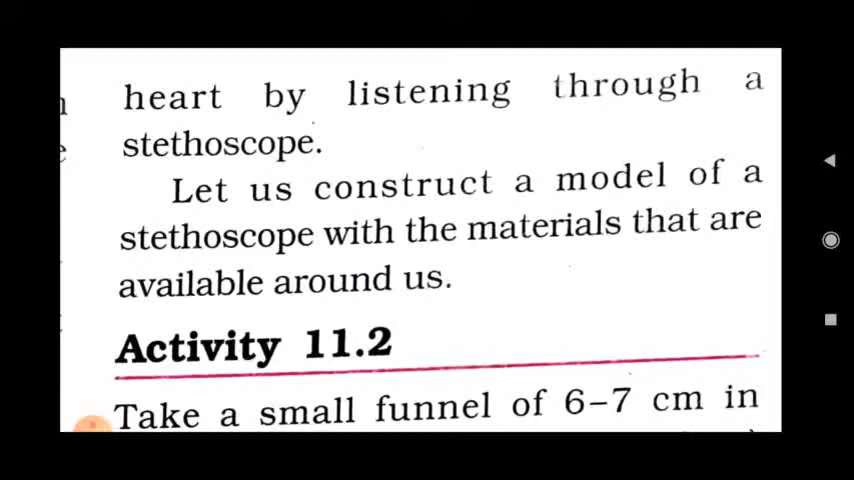 heart by listening through a
stethoscope.
Let us construct a model of a
stethoscope with the materials that are
available around us.
Activity 11.2
Take a small funnel of 6–7 cm in